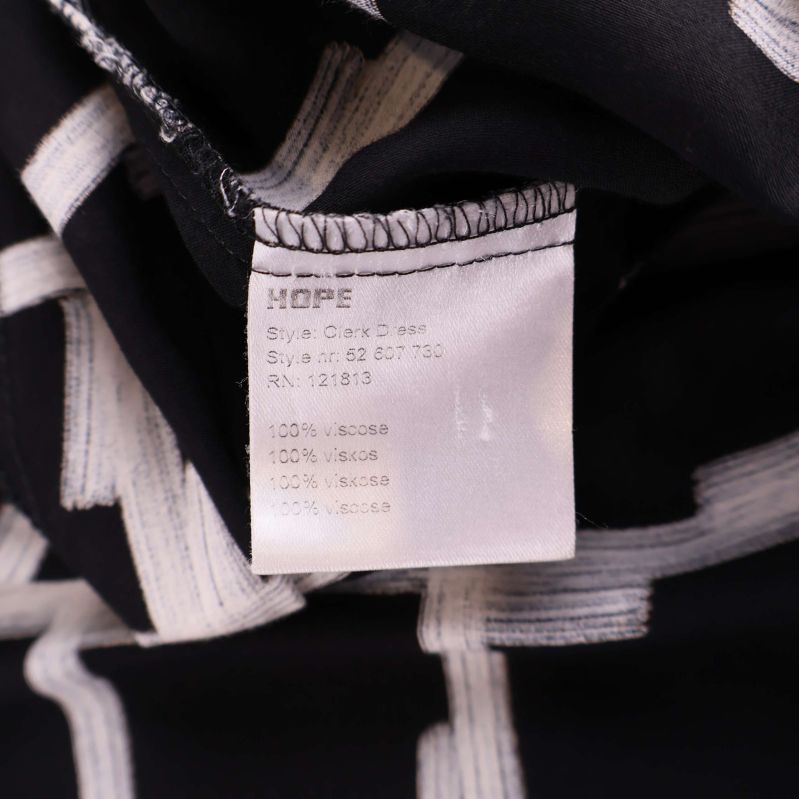 HOPE
Style: Clerk Dress
Style nr: 52 607 730
RN: 121813
100% viscose
100% viskos
100% viskose
100% viscose